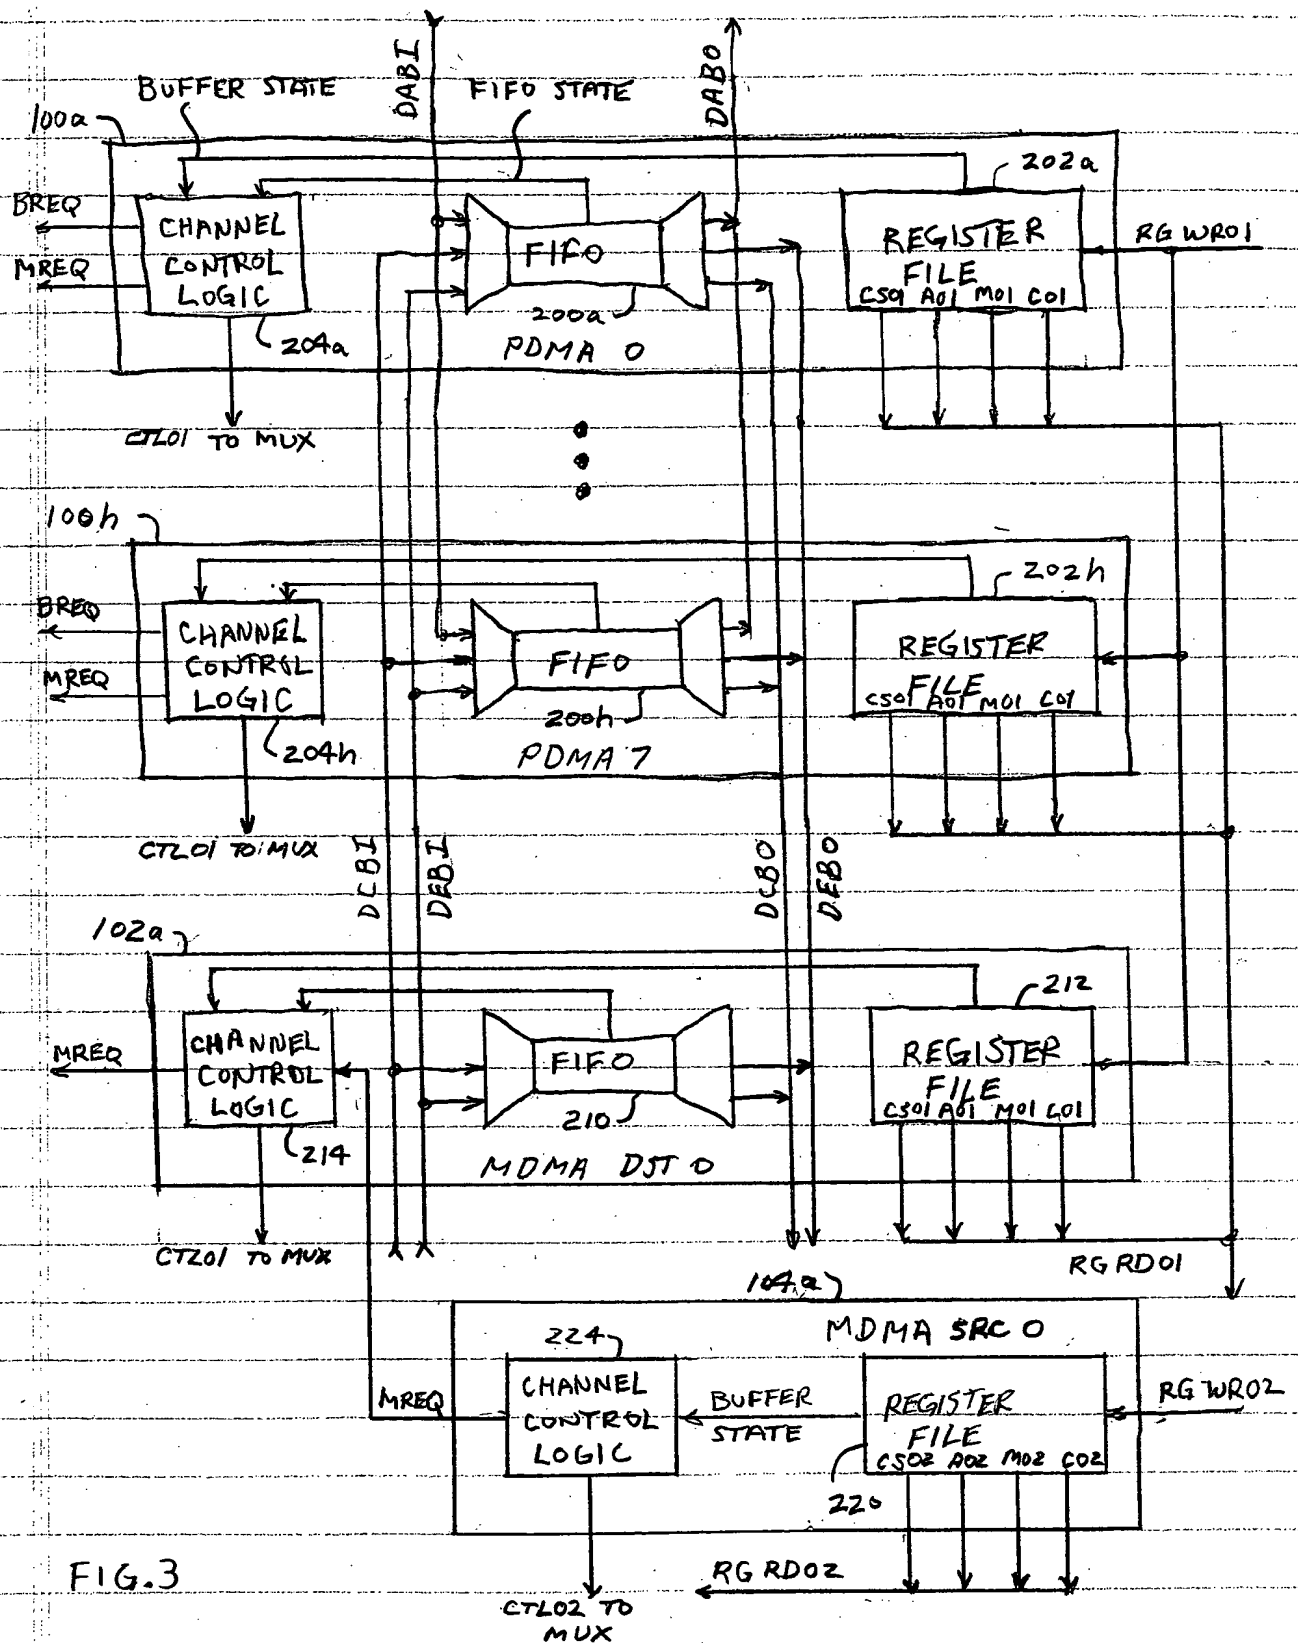 DABI
DABO
BUFFER STATE
FIFO STATE
100a
202a
BREQ
MREQ
CHANNEL
CONTROL
LOGIC
FIFO
REGISTER
FILE
CS01 A01 M01 C01
RG WR01
200a
204a
PDMA 0
CTL01 TO MUX
100h
202h
BREQ
MREQ
CHANNEL
CONTROL
LOGIC
FIFO
REGISTER
FILE
CS01 A01 M01 C01
200h
204h
PDMA 7
CTL01 TO MUX
DCBI
DEBI
DCBO
DEBO
102a
212
MREQ
CHANNEL
CONTROL
LOGIC
FIFO
REGISTER
FILE
CS01 A01 M01 C01
210
214
MDMA DST 0
CTL01 TO MUX
RG RD01
104a
MDMA SRC 0
224
MREQ
CHANNEL
CONTROL
LOGIC
BUFFER
STATE
REGISTER
FILE
CS02 A02 M02 C02
RG WR02
220
RG RD02
CTL02 TO
MUX
FIG.3